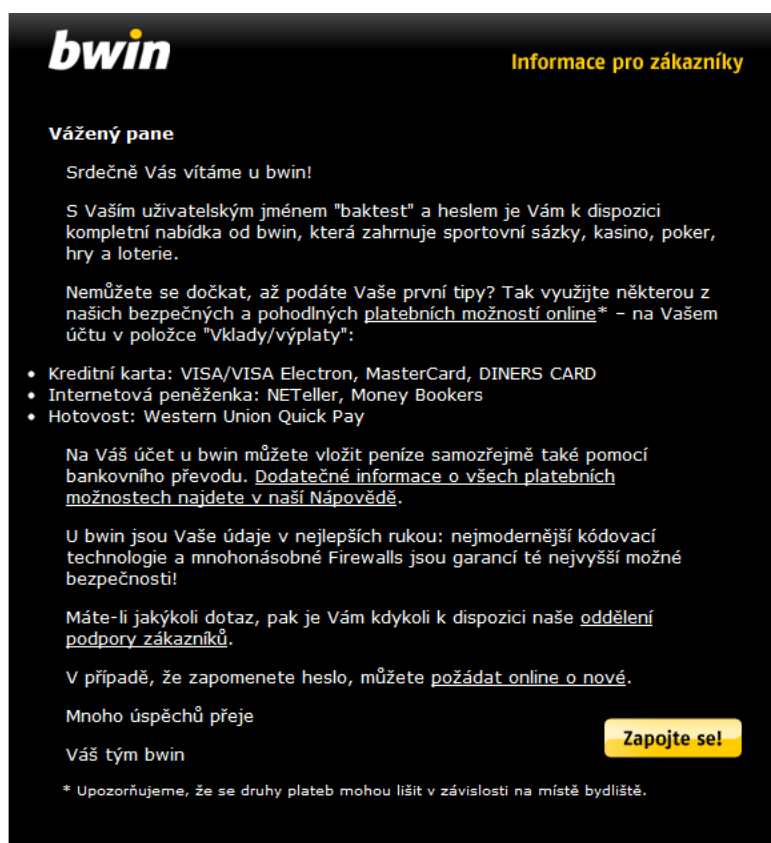 bwin
Informace pro zákazníky
Vážený pane
Srdečně Vás vítáme u bwin!
S Vaším uživatelským jménem "baktest" a heslem je Vám k dispozici
kompletní nabídka od bwin, která zahrnuje sportovní sázky, kasino, poker,
hry a loterie.
Nemůžete se dočkat, až podáte Vaše první tipy? Tak využijte některou z
našich bezpečných a pohodlných platebních možností online* – na Vašem
účtu v položce "Vklady/výplaty":
• Kreditní karta: VISA/VISA Electron, MasterCard, DINERS CARD
• Internetová peněženka: NETeller, Money Bookers
• Hotovost: Western Union Quick Pay
Na Váš účet u bwin můžete vložit peníze samozřejmě také pomocí
bankovního převodu. Dodatečné informace o všech platebních
možnostech najdete v naší Nápovědě.
U bwin jsou Vaše údaje v nejlepších rukou: nejmodernější kódovací
technologie a mnohonásobné Firewalls jsou garancí té nejvyšší možné
bezpečnosti!
Máte-li jakýkoli dotaz, pak je Vám kdykoli k dispozici naše oddělení
podpory zákazníků.
V případě, že zapomenete heslo, můžete požádat online o nové.
Mnoho úspěchů přeje
Zapojte se!
Váš tým bwin
* Upozorňujeme, že se druhy plateb mohou lišit v závislosti na místě bydliště.